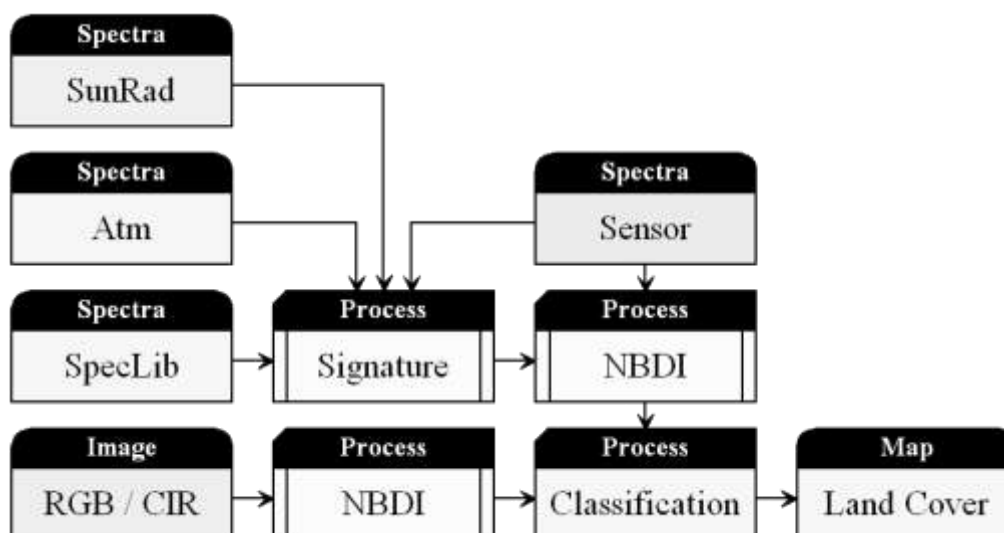 Spectra
SunRad
Spectra
Atm
Spectra
Sensor
Spectra
SpecLib
Process
Signature
Process
NBDI
Image
RGB / CIR
Process
NBDI
Process
Classification
Map
Land Cover